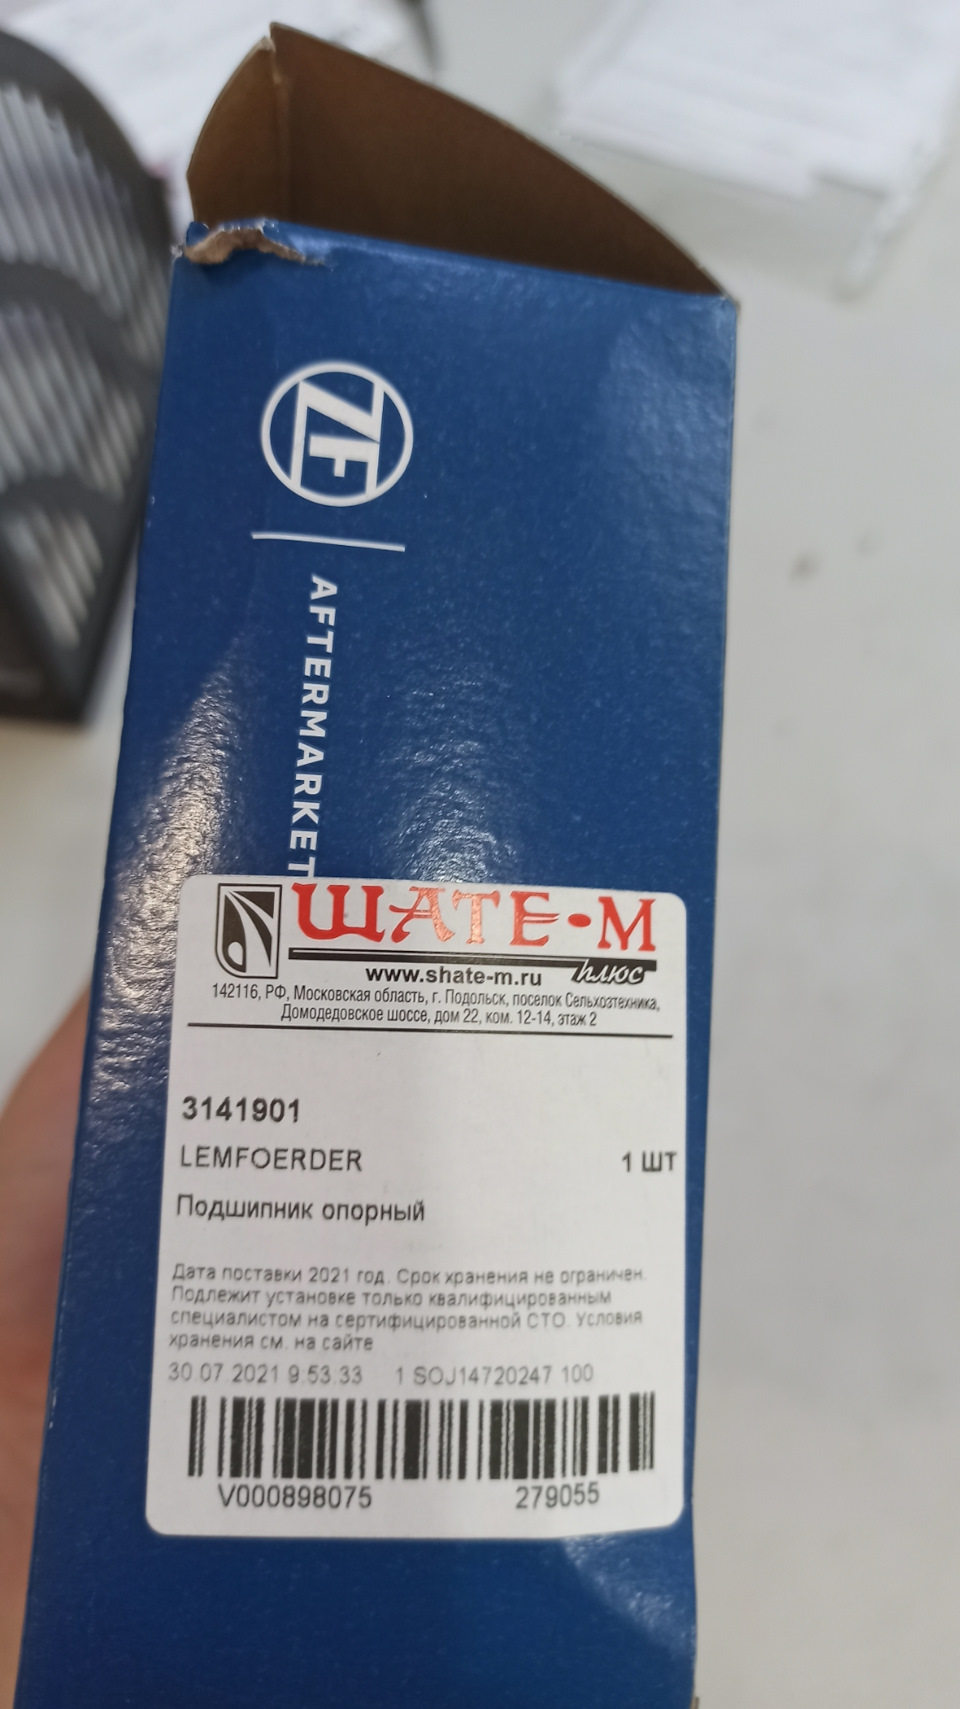 ZF
AFTERMARKET
ШАТЕ-М
плюс
www.shate-m.ru
142116, РФ, Московская область, г. Подольск, поселок Сельхозтехника,
Домодедовское шоссе, дом 22, ком. 12-14, этаж 2
3141901
LEMFOERDER 1 ШТ
Подшипник опорный
Дата поставки 2021 год. Срок хранения не ограничен.
Подлежит установке только квалифицированным
специалистом на сертифицированной СТО. Условия
хранения см. на сайте
30.07.2021 9:53:33 1 SOJ14720247 100
V000898075 279055